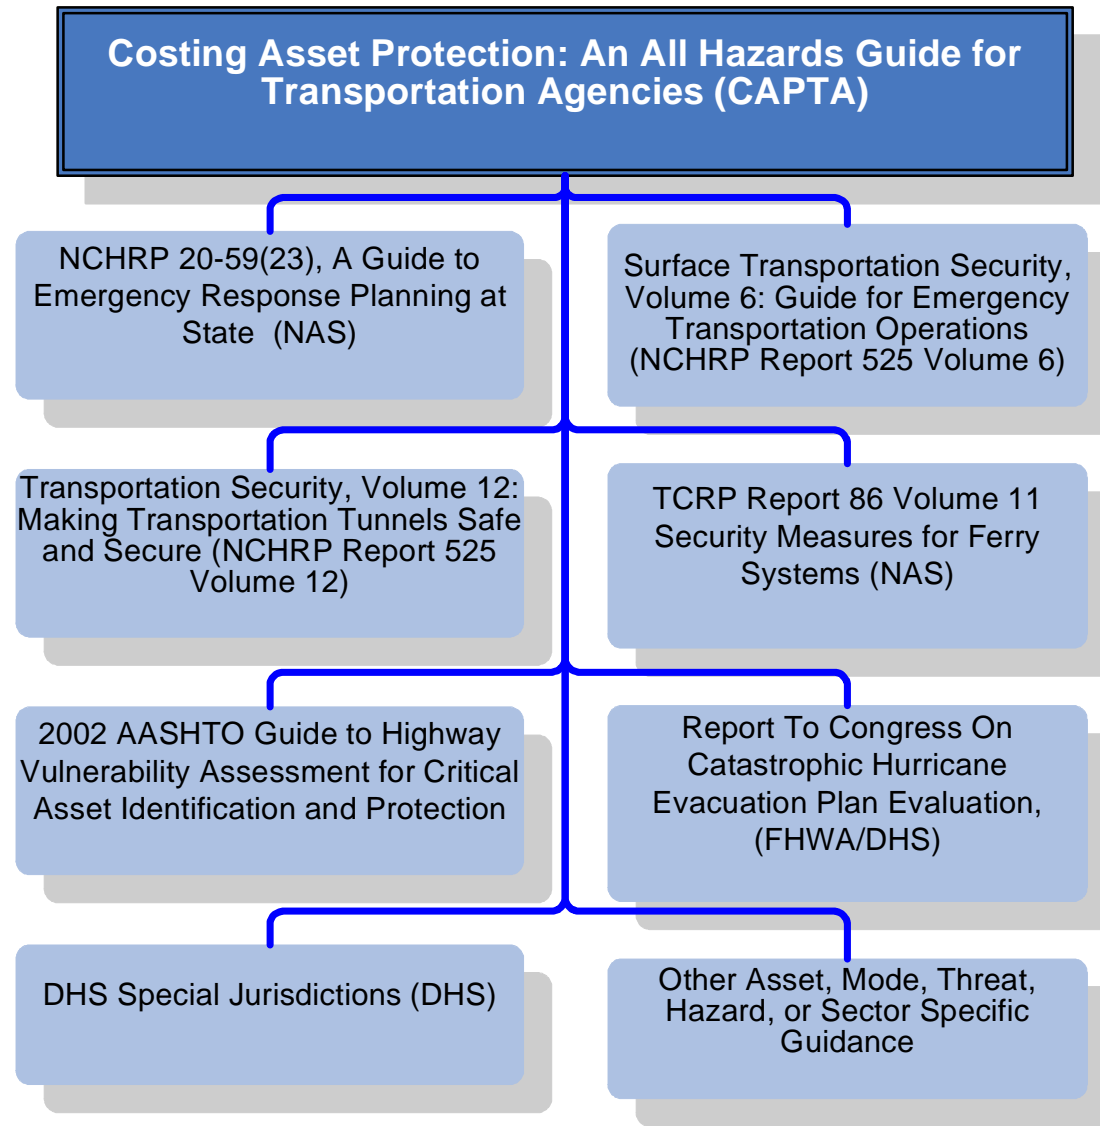 Costing Asset Protection: An All Hazards Guide for
Transportation Agencies (CAPTA)
NCHRP 20-59(23), A Guide to
Emergency Response Planning at
State (NAS)
Surface Transportation Security,
Volume 6: Guide for Emergency
Transportation Operations
(NCHRP Report 525 Volume 6)
Transportation Security, Volume 12:
Making Transportation Tunnels Safe
and Secure (NCHRP Report 525
Volume 12)
TCRP Report 86 Volume 11
Security Measures for Ferry
Systems (NAS)
2002 AASHTO Guide to Highway
Vulnerability Assessment for Critical
Asset Identification and Protection
Report To Congress On
Catastrophic Hurricane
Evacuation Plan Evaluation,
(FHWA/DHS)
DHS Special Jurisdictions (DHS)
Other Asset, Mode, Threat,
Hazard, or Sector Specific
Guidance